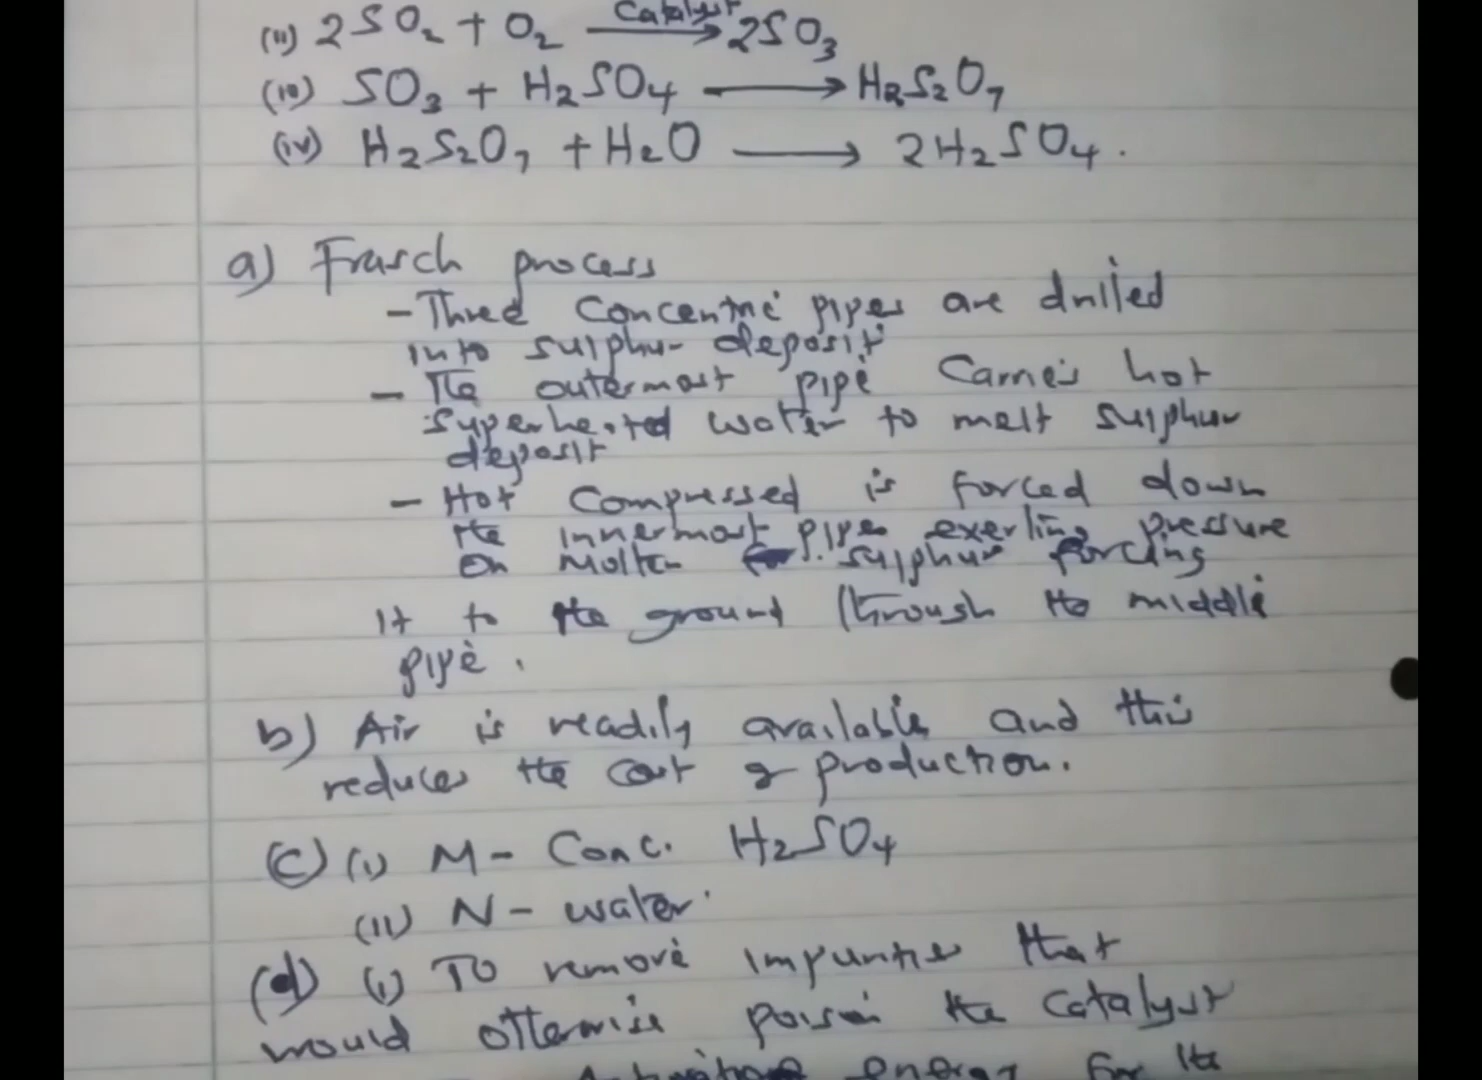 (ii) 2SO₂ + O₂ Catalyst → 2SO₃
(iii) SO₃ + H₂SO₄ → H₂S₂O₇
(iv) H₂S₂O₇ + H₂O → 2H₂SO₄.
a) Frasch process
- Three Concentric pipes are drilled
into sulphur deposit
- The outermost pipe Carries hot
superheated water to melt sulphur
deposit
- Hot Compressed is forced down
the innermost pipe exerting pressure
on molten sulphur forcing
it to the ground through the middle
pipe.
b) Air is readily available and this
reduces the cost of production.
(c) (i) M - Conc. H₂SO₄
(ii) N - water.
(d) (i) TO remove impurities that
would otherwise poison the catalyst
Activation energy for the